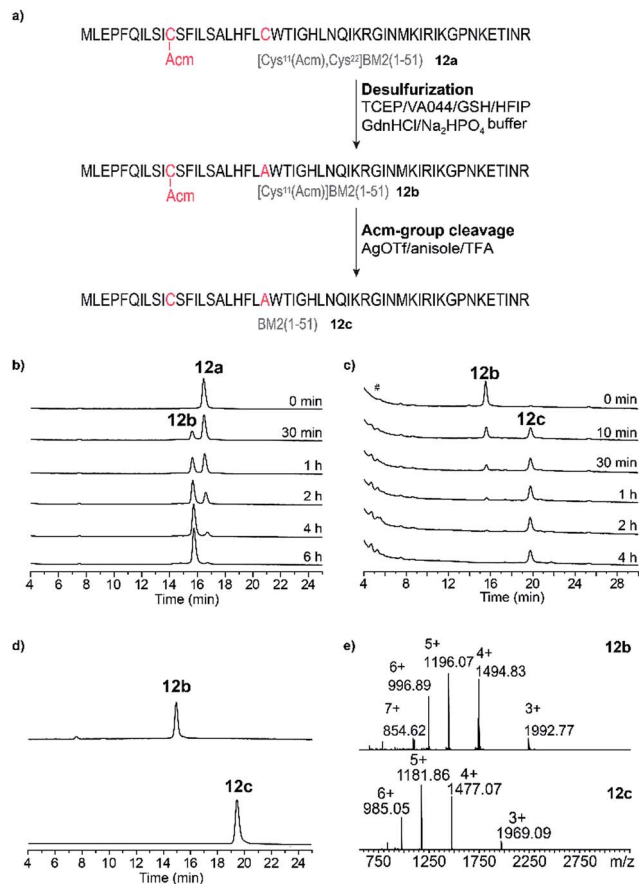 a)
MLEPFQILSICSFILSALHFLCWTIGHLNQIKRGINMKIRIKGPNKETINR
Acm
[Cys¹¹(Acm),Cys²²]BM2(1-51) 12a
Desulfurization
TCEP/VA044/GSH/HFIP
GdnHCl/Na₂HPO₄ buffer
MLEPFQILSICSFILSALHFLAWTIGHLNQIKRGINMKIRIKGPNKETINR
Acm
[Cys¹¹(Acm)]BM2(1-51) 12b
Acm-group cleavage
AgOTf/anisole/TFA
MLEPFQILSICSFILSALHFLAWTIGHLNQIKRGINMKIRIKGPNKETINR
BM2(1-51) 12c
b)
12a
0 min
12b
30 min
1 h
2 h
4 h
6 h
4 6 8 10 12 14 16 18 20 22 24
Time (min)
c)
12b
#
0 min
12c
10 min
30 min
1 h
2 h
4 h
4 8 12 16 20 24 28
Time (min)
d)
12b
12c
4 6 8 10 12 14 16 18 20 22 24
Time (min)
e)
12b
5+
1196.07
4+
1494.83
6+
996.89
7+
854.62
3+
1992.77
12c
5+
1181.86
4+
1477.07
6+
985.05
3+
1969.09
750 1250 1750 2250 2750 m/z